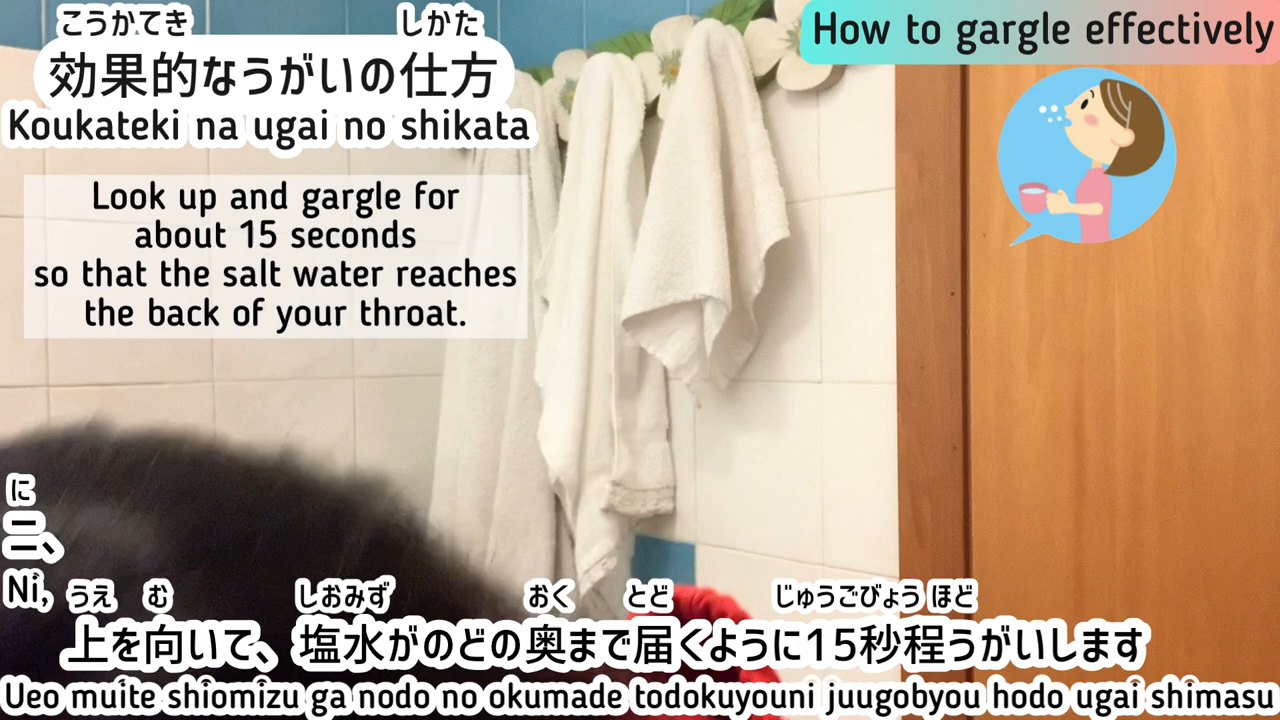 こうかてき しかた
効果的なうがいの仕方
Koukateki na ugai no shikata
How to gargle effectively
Look up and gargle for
about 15 seconds
so that the salt water reaches
the back of your throat.
に
二、
Ni,
うえ む しおみず おく とど じゅうごびょう ほど
上を向いて、塩水がのどの奥まで届くように15秒程うがいします
Ueo muite shiomizu ga nodo no okumade todokuyouni juugobyou hodo ugai shimasu